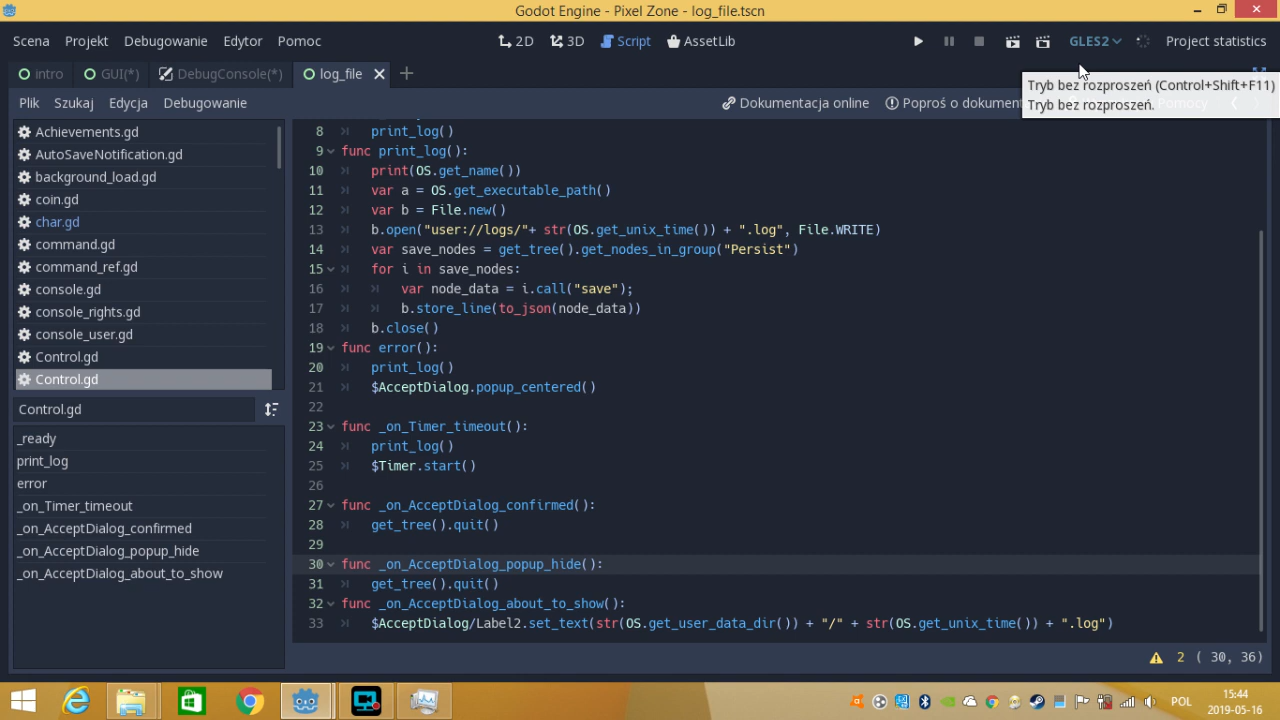 Godot Engine - Pixel Zone - log_file.tscn
Scena Projekt Debugowanie Edytor Pomoc 2D 3D Script AssetLib GLES2 Project statistics
intro GUI(*) DebugConsole(*) log_file
Plik Szukaj Edycja Debugowanie Dokumentacja online Poproś o dokument Pomocy
Tryb bez rozproszeń (Control+Shift+F11)
Tryb bez rozproszeń.
Achievements.gd
AutoSaveNotification.gd
background_load.gd
coin.gd
char.gd
command.gd
command_ref.gd
console.gd
console_rights.gd
console_user.gd
Control.gd
Control.gd
Control.gd
_ready
print_log
error
_on_Timer_timeout
_on_AcceptDialog_confirmed
_on_AcceptDialog_popup_hide
_on_AcceptDialog_about_to_show
8 print_log()
9 func print_log():
10 print(OS.get_name())
11 var a = OS.get_executable_path()
12 var b = File.new()
13 b.open("user://logs/"+ str(OS.get_unix_time()) + ".log", File.WRITE)
14 var save_nodes = get_tree().get_nodes_in_group("Persist")
15 for i in save_nodes:
16 var node_data = i.call("save");
17 b.store_line(to_json(node_data))
18 b.close()
19 func error():
20 print_log()
21 $AcceptDialog.popup_centered()
22
23 func _on_Timer_timeout():
24 print_log()
25 $Timer.start()
26
27 func _on_AcceptDialog_confirmed():
28 get_tree().quit()
29
30 func _on_AcceptDialog_popup_hide():
31 get_tree().quit()
32 func _on_AcceptDialog_about_to_show():
33 $AcceptDialog/Label2.set_text(str(OS.get_user_data_dir()) + "/" + str(OS.get_unix_time()) + ".log")
2 ( 30, 36)
POL
15:44
2019-05-16